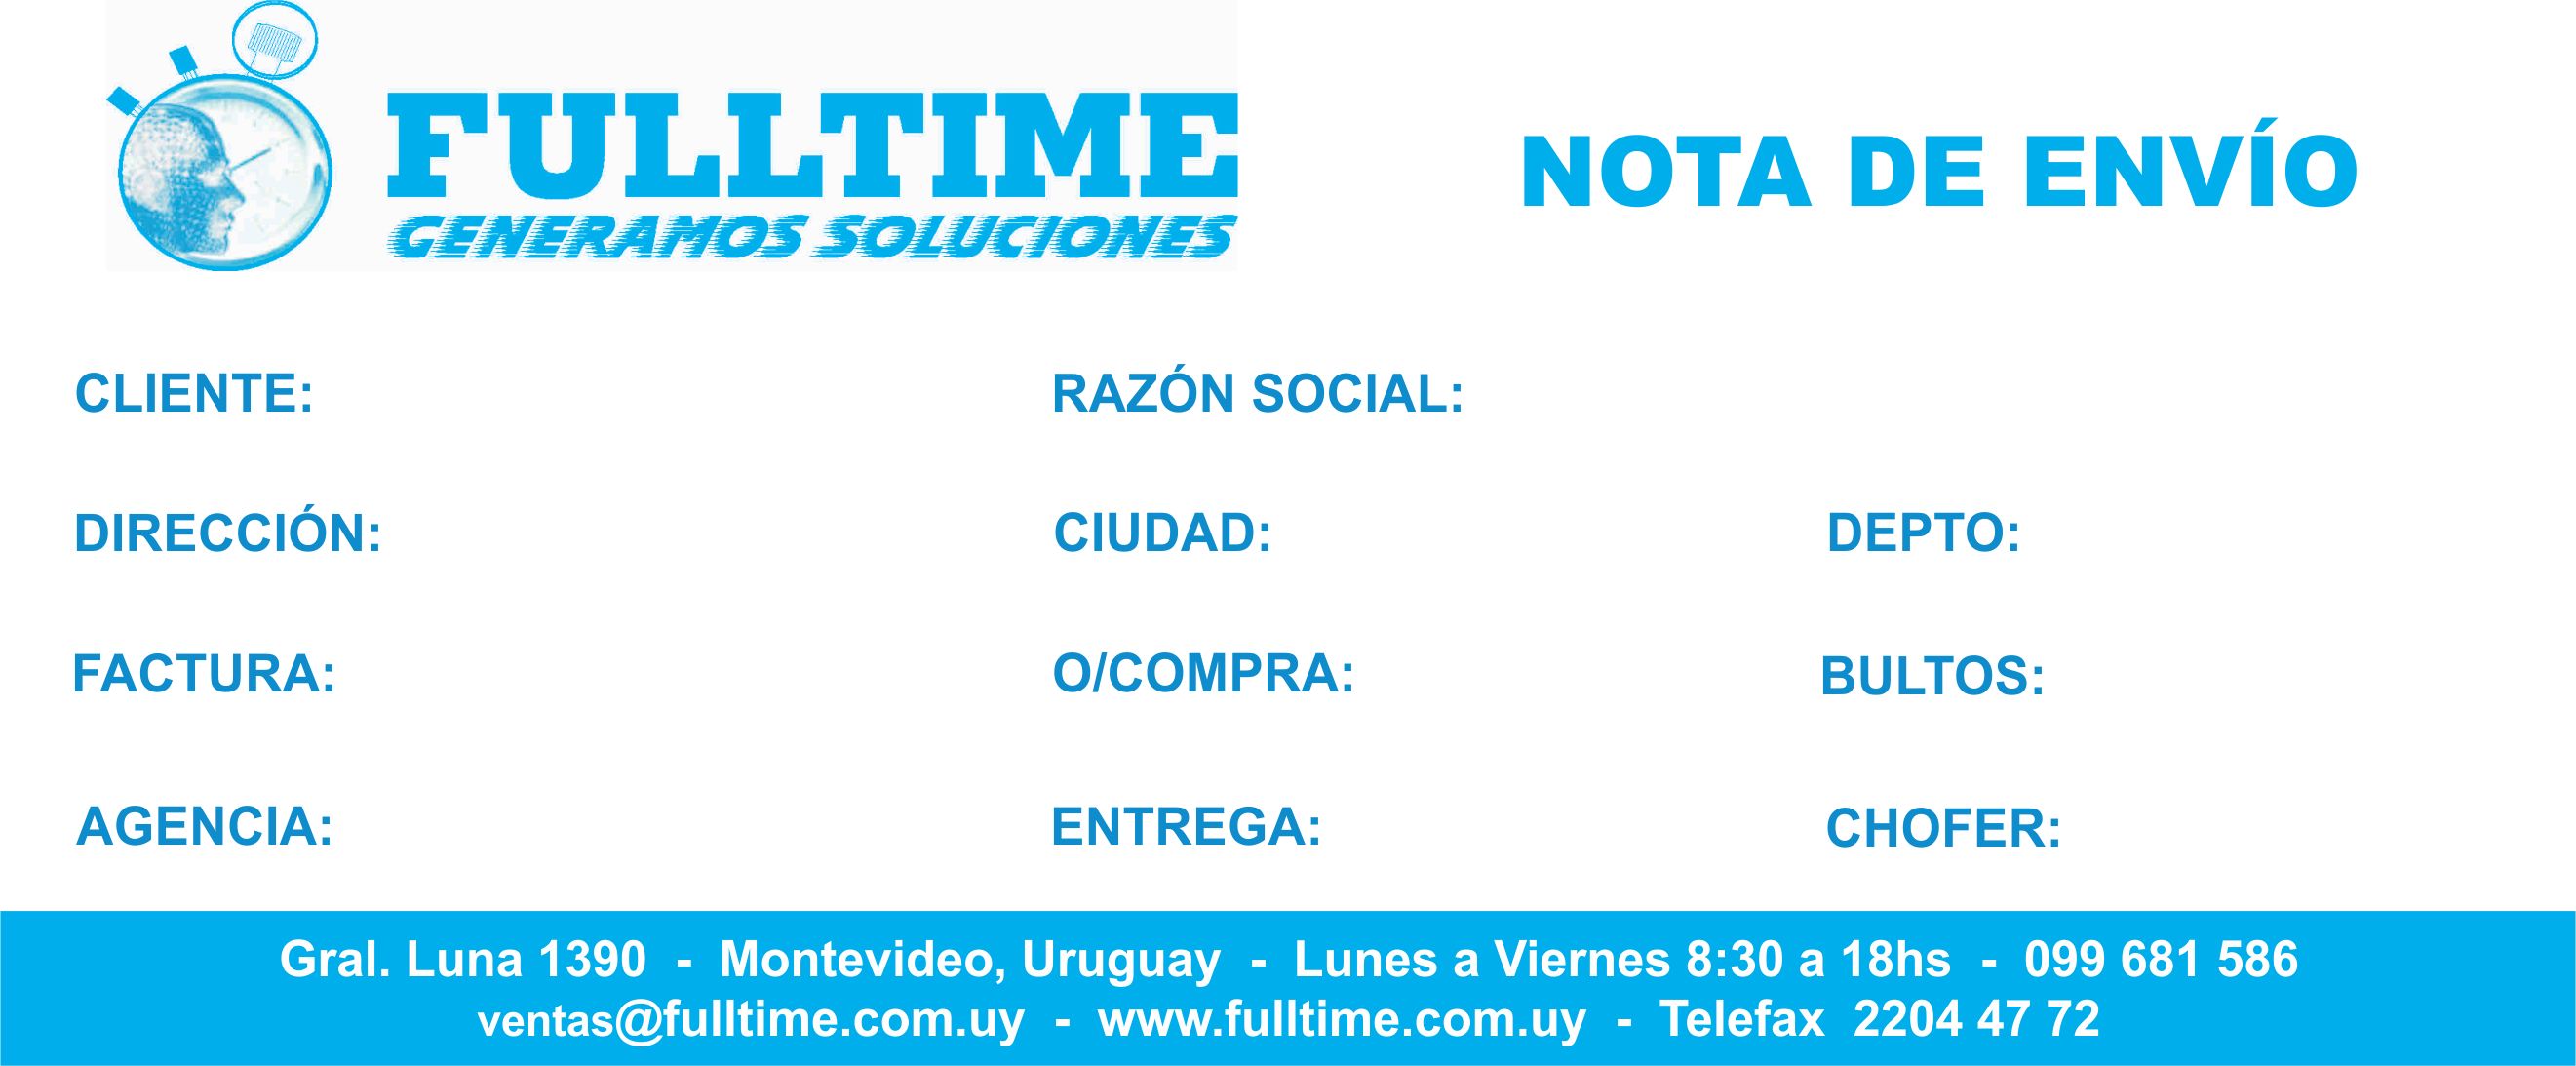 FULLTIME
GENERAMOS SOLUCIONES
NOTA DE ENVÍO
CLIENTE: RAZÓN SOCIAL:
DIRECCIÓN: CIUDAD: DEPTO:
FACTURA: O/COMPRA: BULTOS:
AGENCIA: ENTREGA: CHOFER:
Gral. Luna 1390 - Montevideo, Uruguay - Lunes a Viernes 8:30 a 18hs - 099 681 586
ventas@fulltime.com.uy - www.fulltime.com.uy - Telefax 2204 47 72